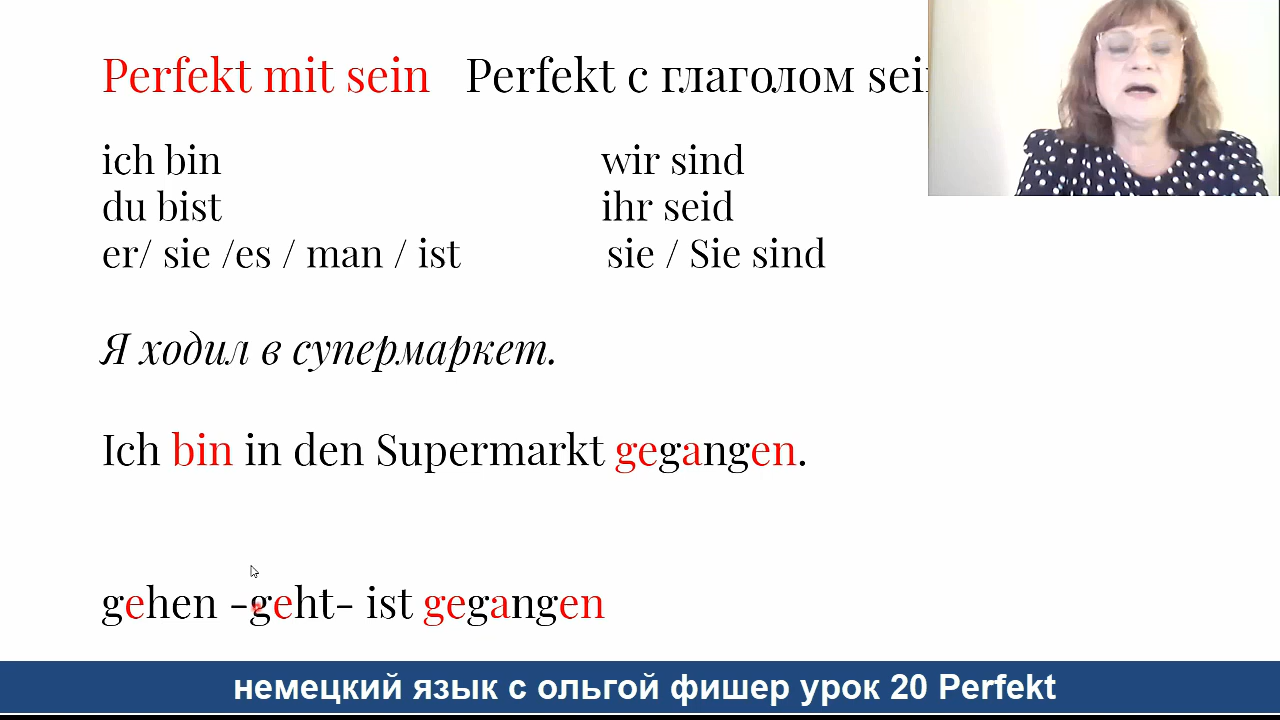 Perfekt mit sein Perfekt с глаголом sei
ich bin wir sind
du bist ihr seid
er/ sie /es / man / ist sie / Sie sind
Я ходил в супермаркет.
Ich bin in den Supermarkt gegangen.
gehen -geht- ist gegangen
немецкий язык с ольгой фишер урок 20 Perfekt